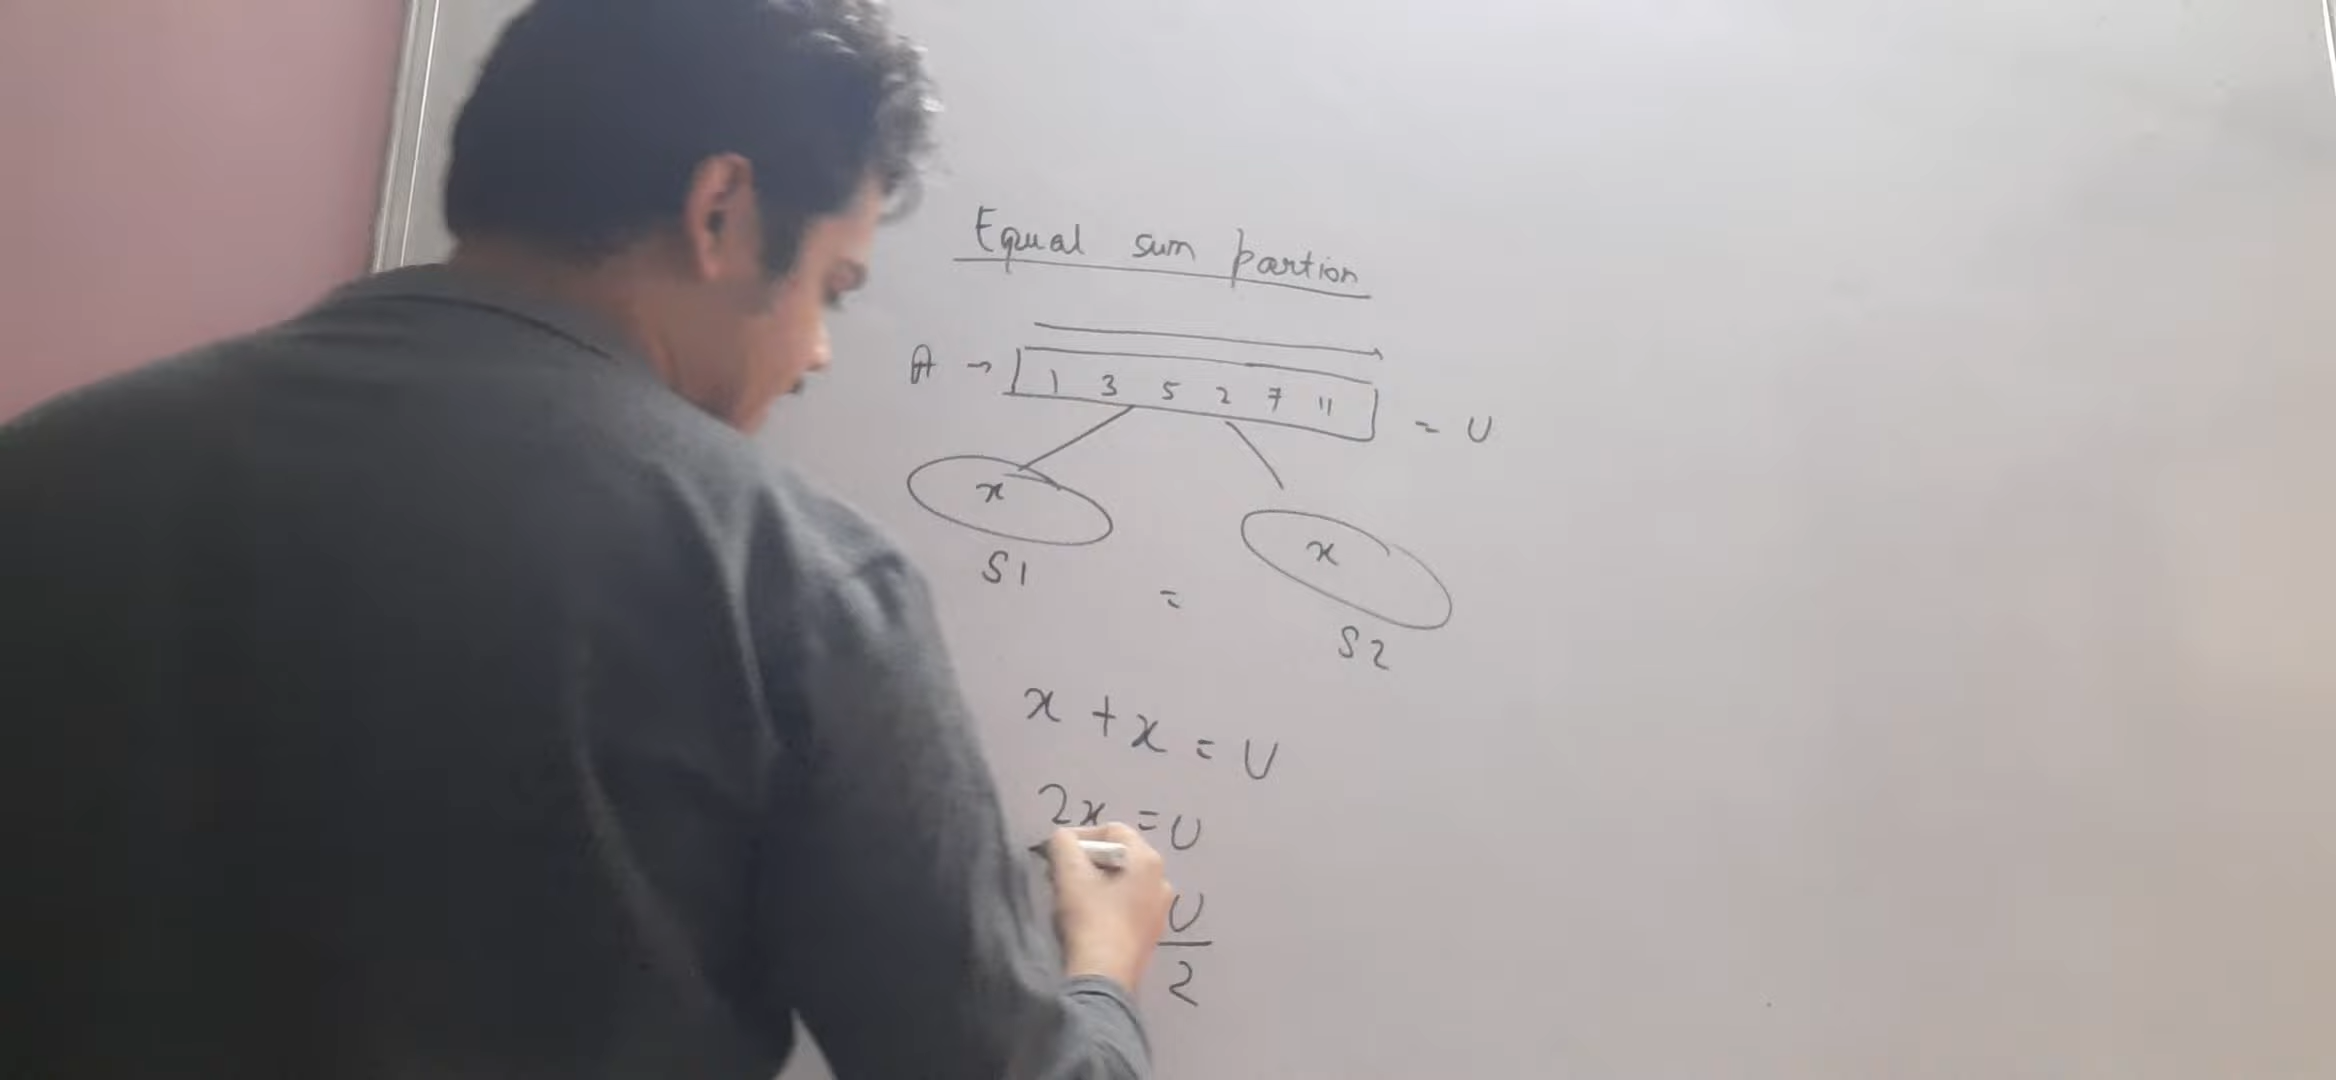 Equal sum partion
A → 1 3 5 2 7 11 = U
x x
S1 = S2
x + x = U
2x = U
U
2